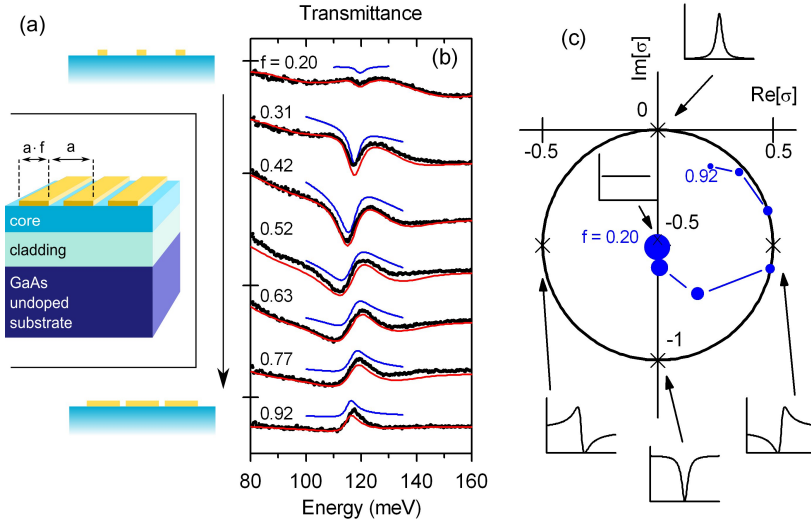 (a)
a· f
a
core
cladding
GaAs
undoped
substrate
Transmittance
(b)
f = 0.20
0.31
0.42
0.52
0.63
0.77
0.92
80
100
120
140
160
Energy (meV)
(c)
Im[σ]
Re[σ]
0
-0.5
0.5
0.92
-0.5
f = 0.20
-1